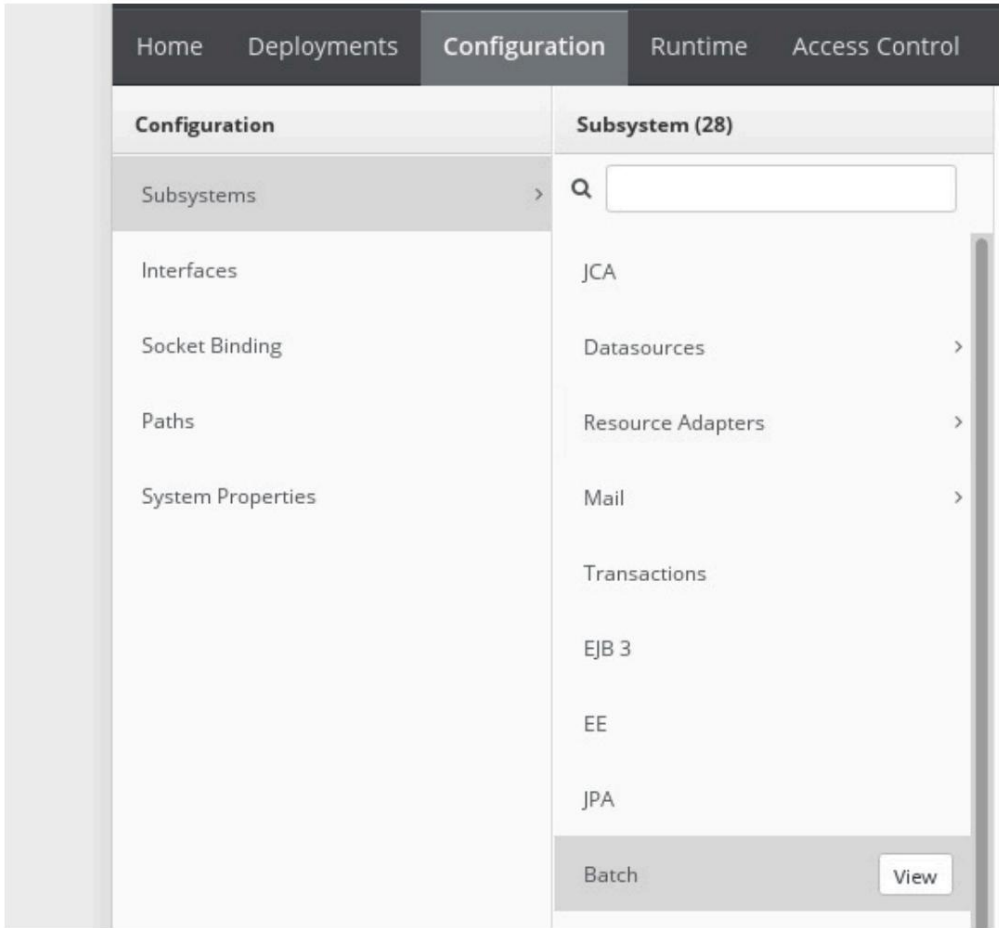 Home Deployments Configuration Runtime Access Control
Configuration
Subsystems
Interfaces
Socket Binding
Paths
System Properties
Subsystem (28)
JCA
Datasources
Resource Adapters
Mail
Transactions
EJB 3
EE
JPA
Batch View